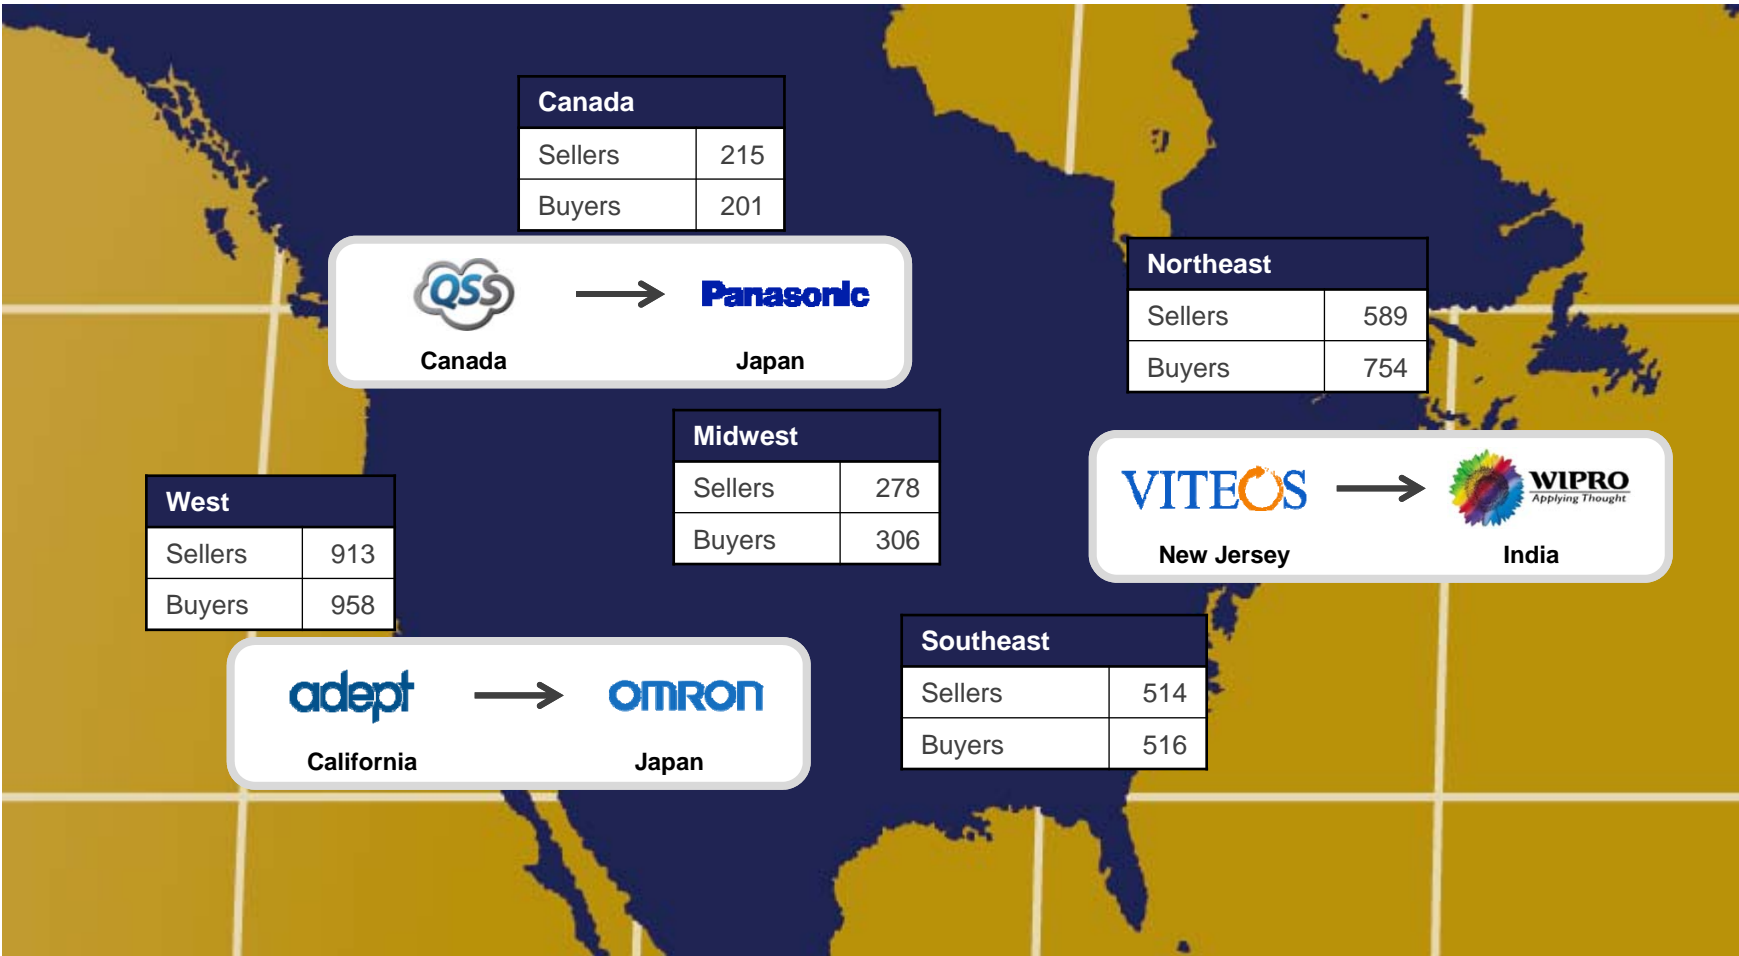 Canada
Sellers 215
Buyers 201
QSS
Panasonic
Canada
Japan
Northeast
Sellers 589
Buyers 754
Midwest
Sellers 278
Buyers 306
VITEOS
WIPRO
Applying Thought
New Jersey
India
West
Sellers 913
Buyers 958
adept
OMRON
California
Japan
Southeast
Sellers 514
Buyers 516